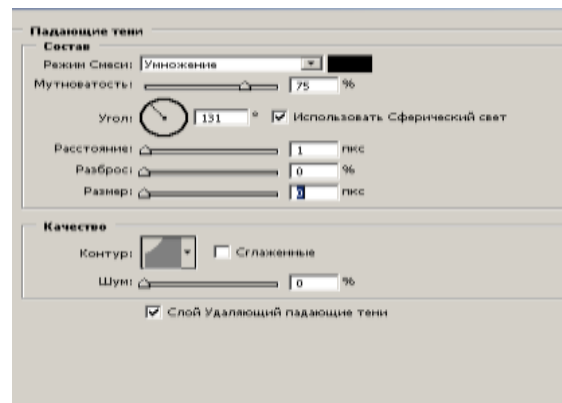 Падающие тени
Состав
Режим Смеси: Умножение
Мутноватость: 75 %
Угол: 131 ° Использовать Сферический свет
Расстояние: 1 пкс
Разброс: 0 %
Размер: 0 пкс
Качество
Контур: Сглаженные
Шум: 0 %
Слой Удаляющий падающие тени